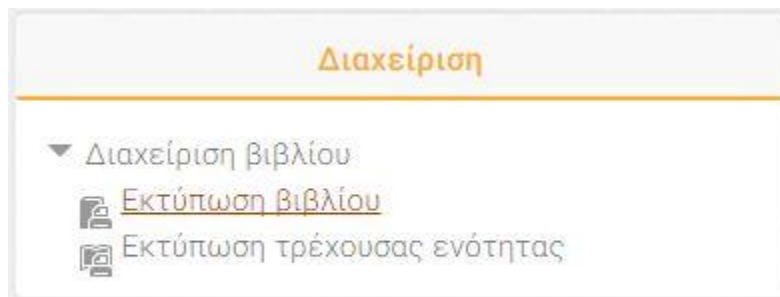 Διαχείριση
Διαχείριση βιβλίου
Εκτύπωση βιβλίου
Εκτύπωση τρέχουσας ενότητας